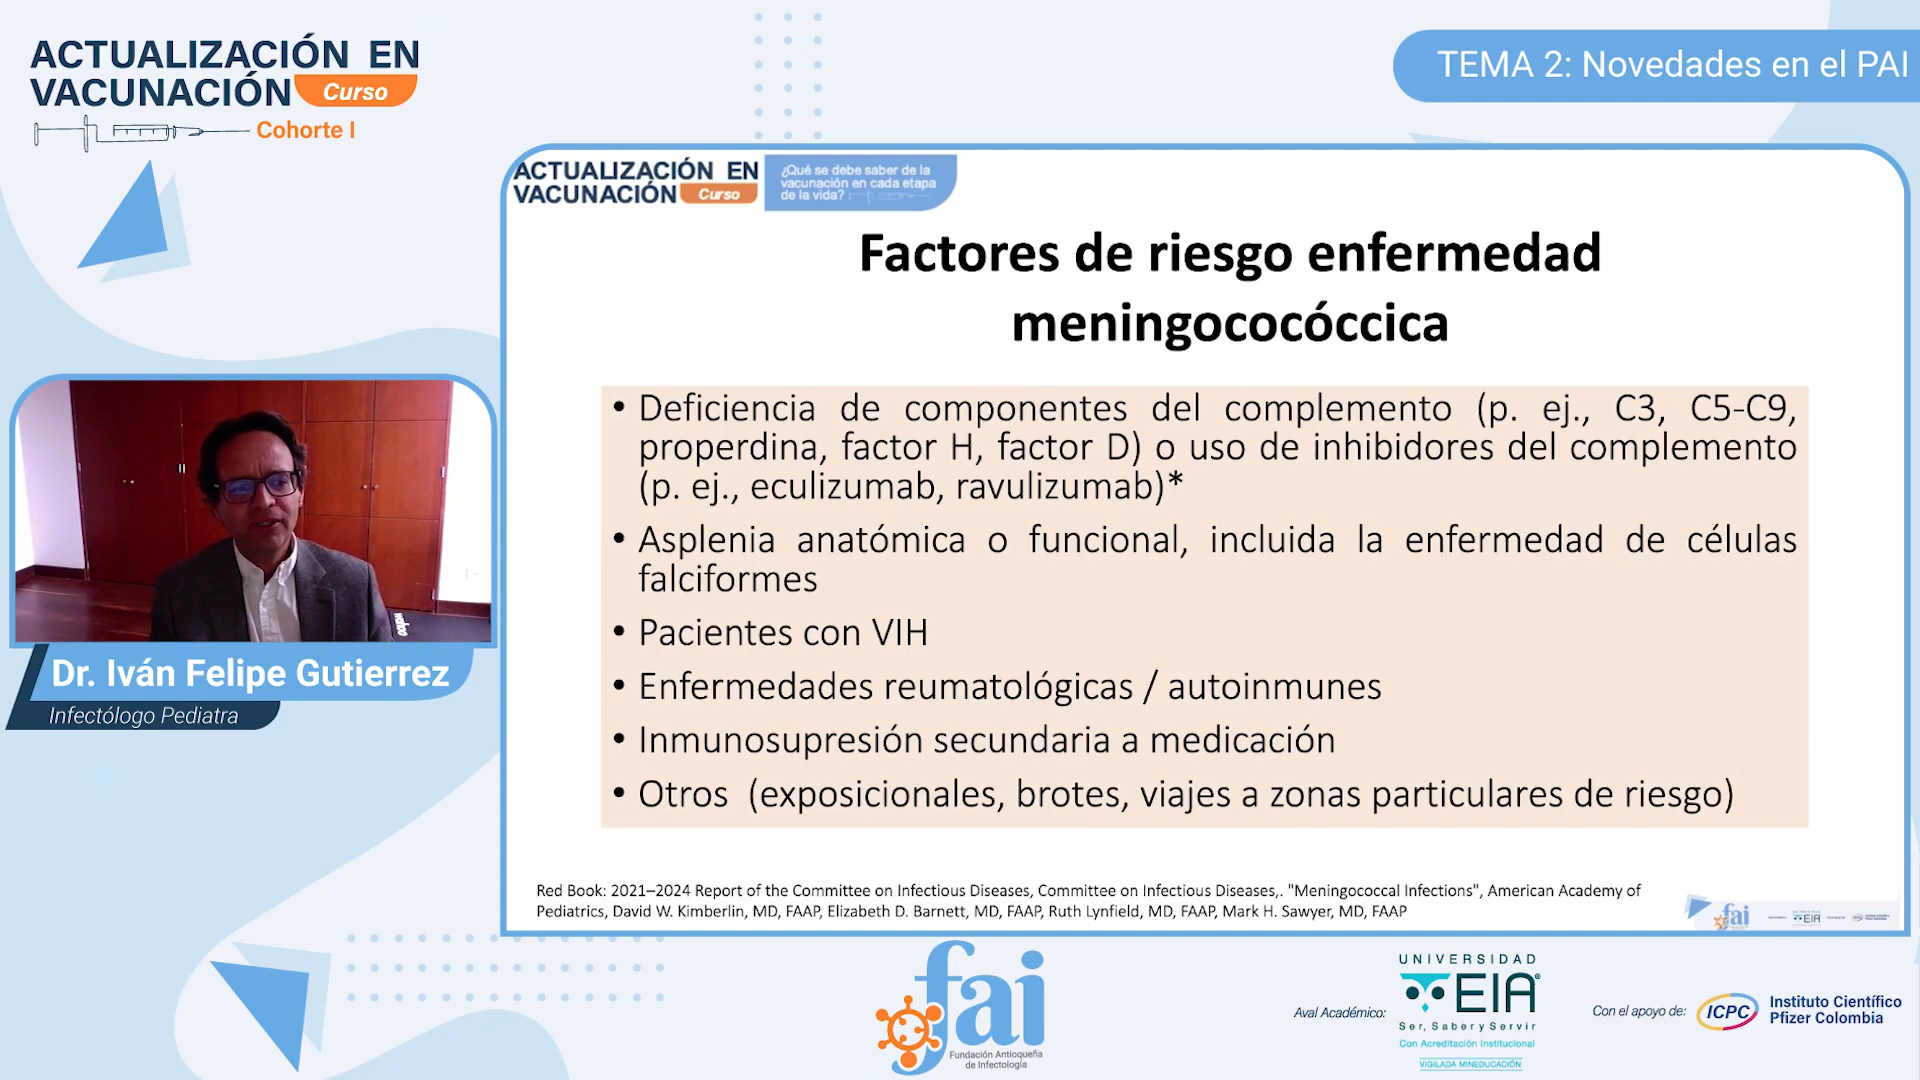 ACTUALIZACIÓN EN
VACUNACIÓN Curso
Cohorte I
TEMA 2: Novedades en el PAI
ACTUALIZACIÓN EN
VACUNACIÓN Curso
¿Qué se debe saber de la
vacunación en cada etapa
de la vida?
Factores de riesgo enfermedad
meningocócica
• Deficiencia de componentes del complemento (p. ej., C3, C5-C9,
properdina, factor H, factor D) o uso de inhibidores del complemento
(p. ej., eculizumab, ravulizumab)*
• Asplenia anatómica o funcional, incluida la enfermedad de células
falciformes
• Pacientes con VIH
• Enfermedades reumatológicas / autoinmunes
• Inmunosupresión secundaria a medicación
• Otros (exposicionales, brotes, viajes a zonas particulares de riesgo)
Red Book: 2021–2024 Report of the Committee on Infectious Diseases, Committee on Infectious Diseases,. "Meningococcal Infections", American Academy of
Pediatrics, David W. Kimberlin, MD, FAAP, Elizabeth D. Barnett, MD, FAAP, Ruth Lynfield, MD, FAAP, Mark H. Sawyer, MD, FAAP
fai
EIA
wahoo
Dr. Iván Felipe Gutierrez
Infectólogo Pediatra
fai
Fundación Antioqueña
de Infectología
Aval Académico:
UNIVERSIDAD
EIA
Ser, Saber y Servir
Con Acreditación Institucional
VIGILADA MINEDUCACIÓN
Con el apoyo de:
ICPC
Instituto Científico
Pfizer Colombia